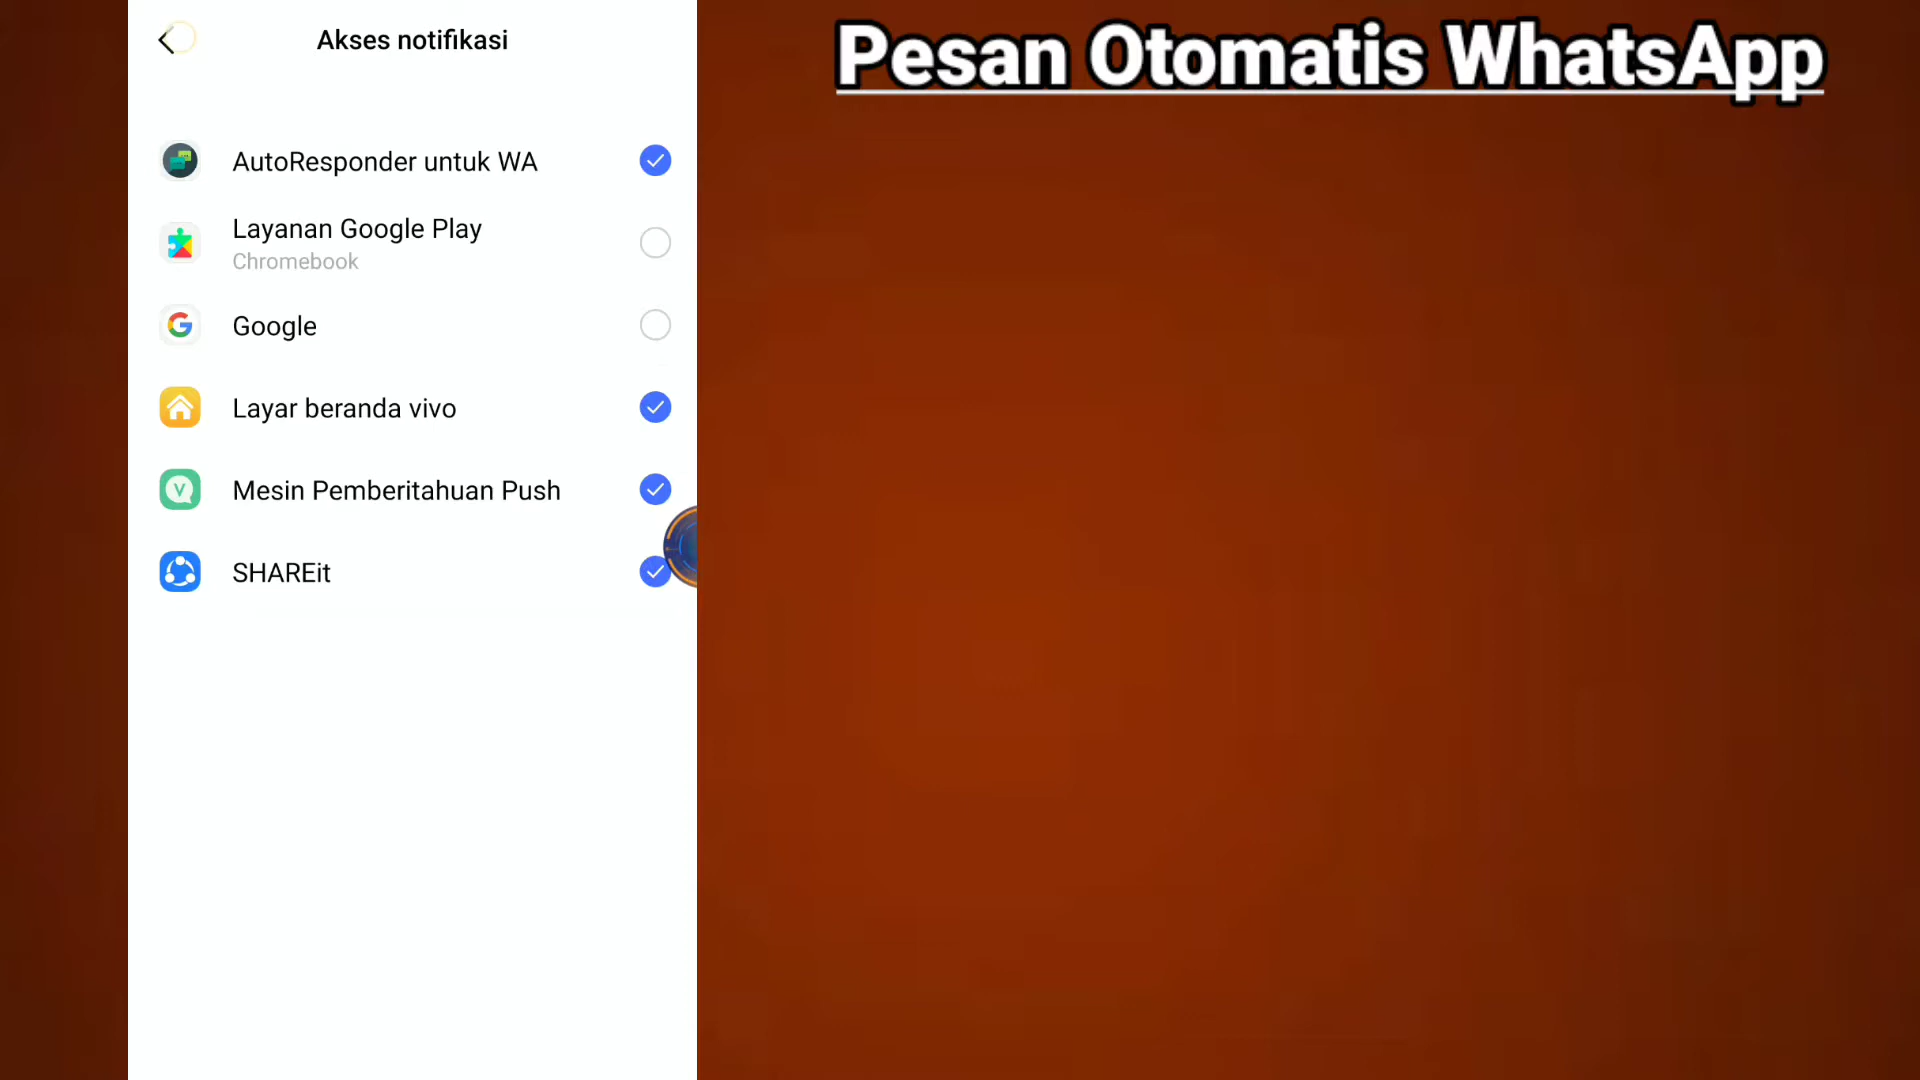 Akses notifikasi
Pesan Otomatis WhatsApp
AutoResponder untuk WA
Layanan Google Play
Chromebook
Google
Layar beranda vivo
Mesin Pemberitahuan Push
SHAREit